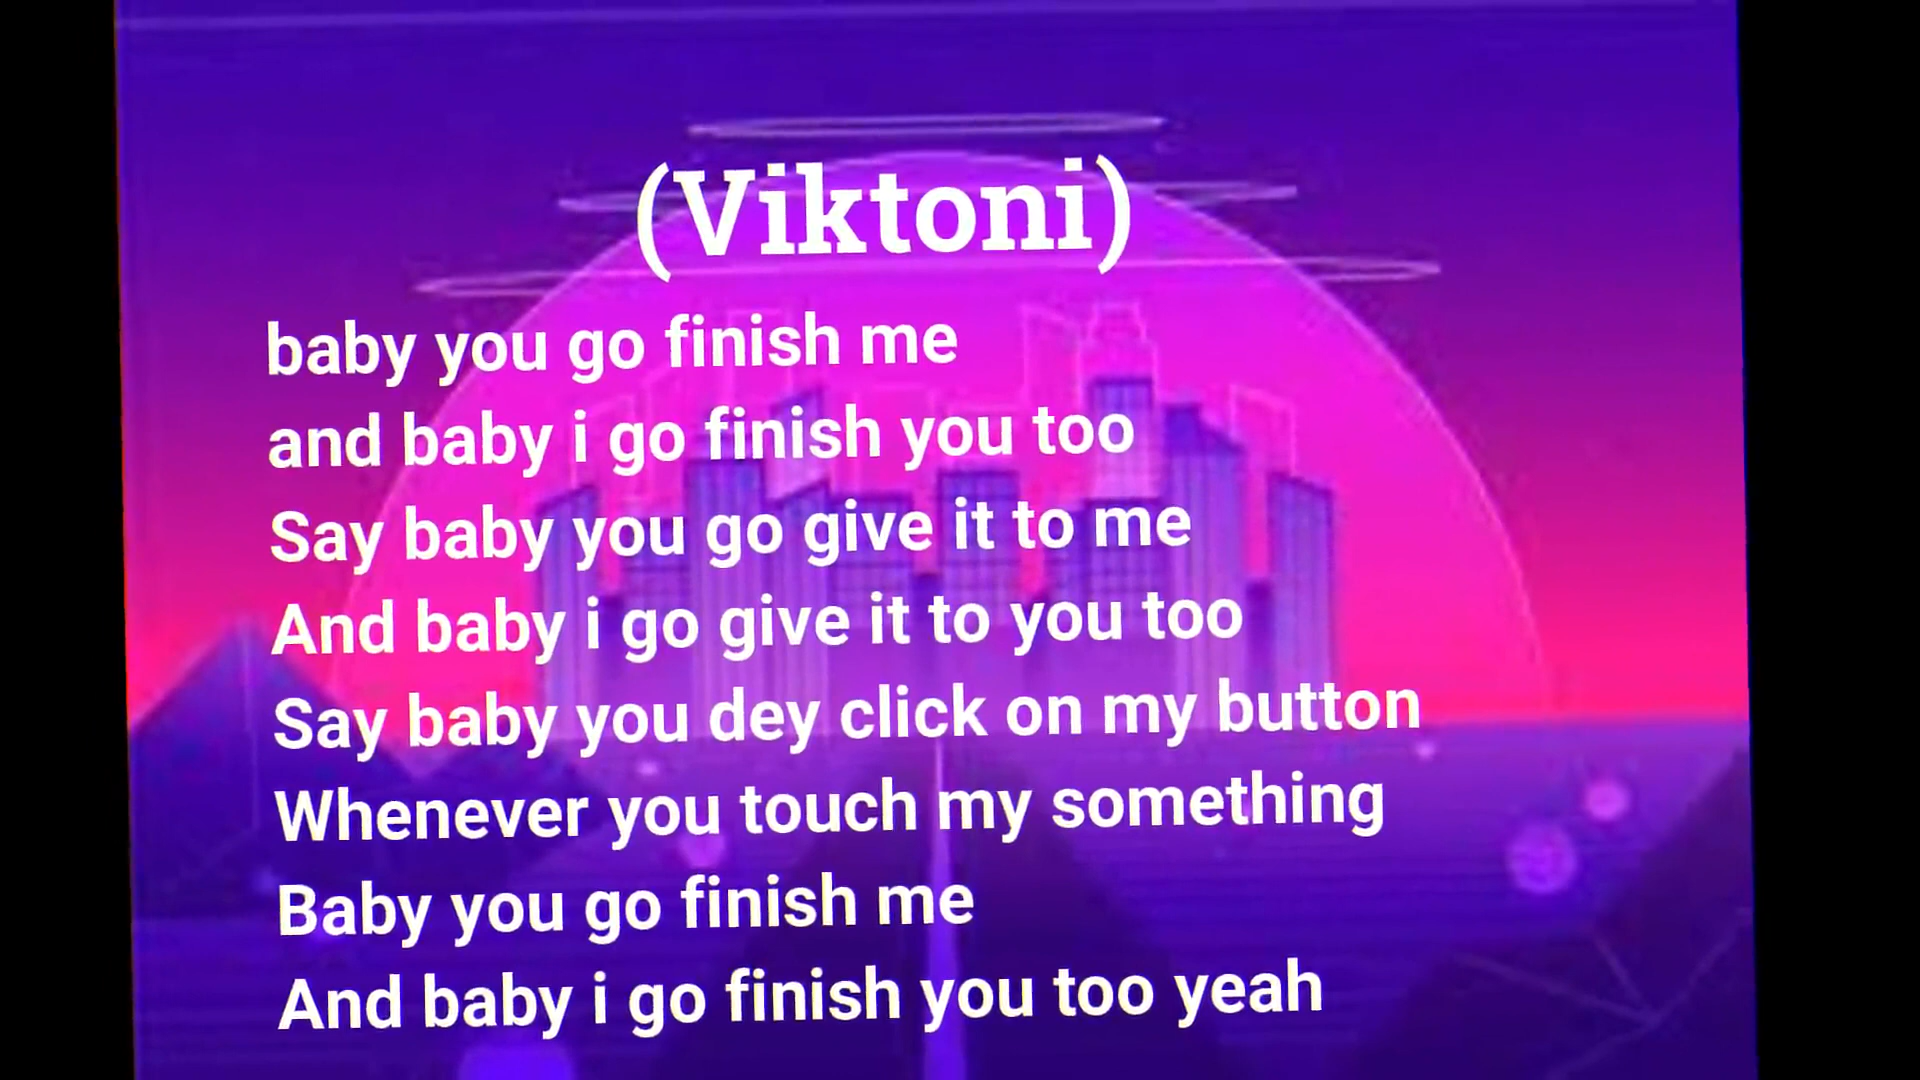 (Viktoni)
baby you go finish me
and baby i go finish you too
Say baby you go give it to me
And baby i go give it to you too
Say baby you dey click on my button
Whenever you touch my something
Baby you go finish me
And baby i go finish you too yeah